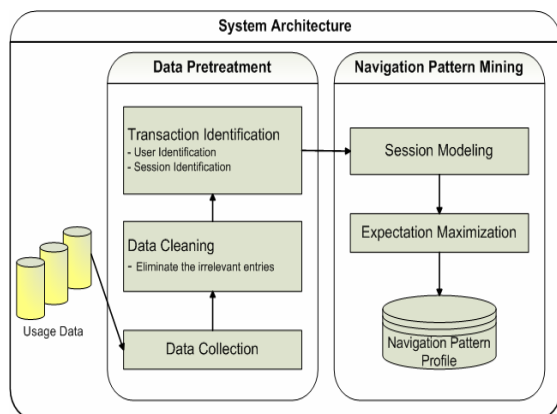 System Architecture
Data Pretreatment
Transaction Identification
- User Identification
- Session Identification
Data Cleaning
- Eliminate the irrelevant entries
Data Collection
Usage Data
Navigation Pattern Mining
Session Modeling
Expectation Maximization
Navigation Pattern
Profile